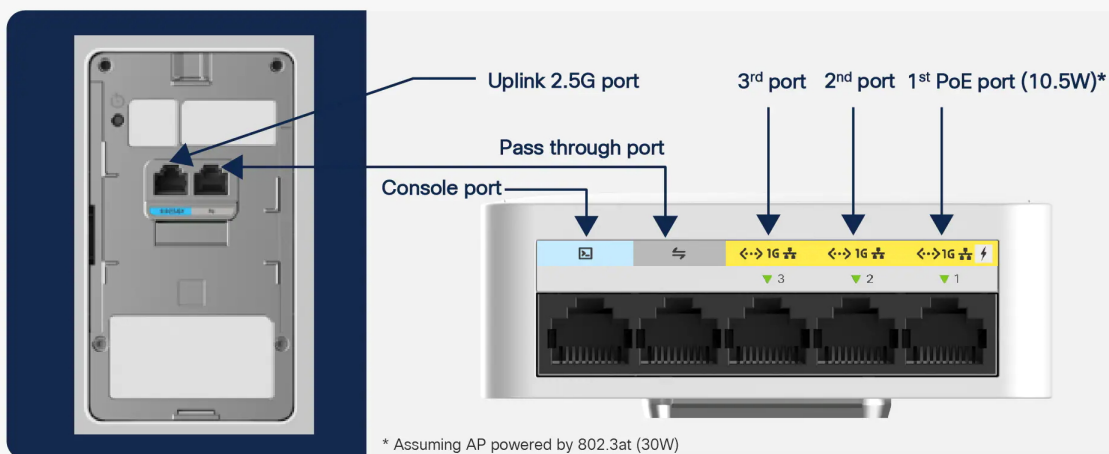 Uplink 2.5G port
3rd port 2nd port 1st PoE port (10.5W)*
Pass through port
Console port
1G 1G 1G
3 2 1
* Assuming AP powered by 802.3at (30W)